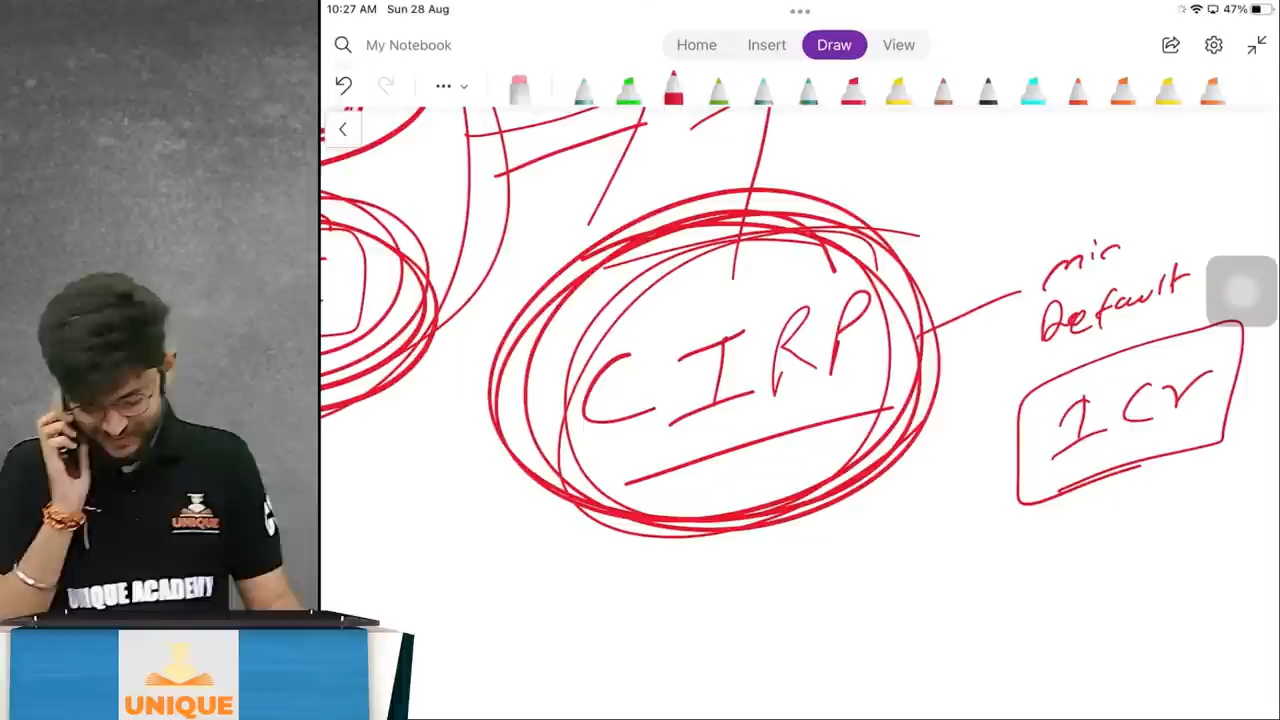 10:27 AM Sun 28 Aug
47%
My Notebook
Home Insert Draw View
min
Default
CIRP
1 Cr
UNIQUE
UNIQUE ACADEMY
UNIQUE